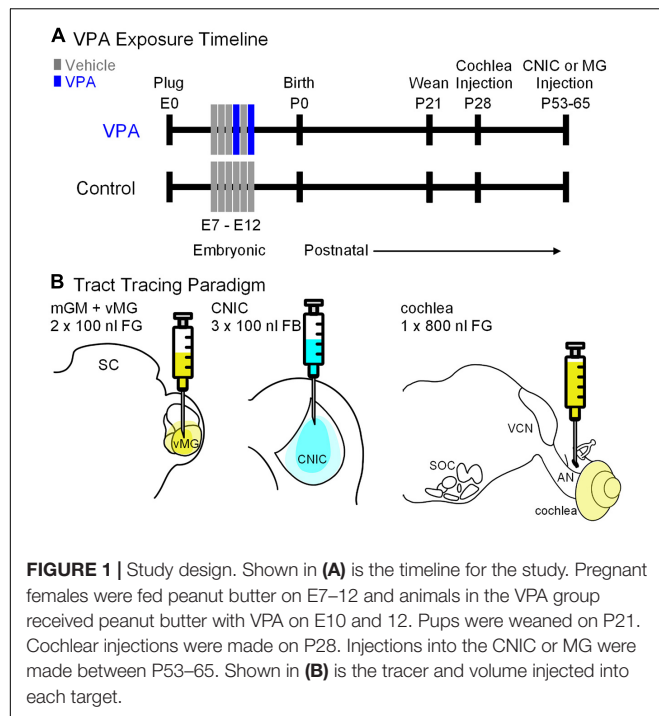 A VPA Exposure Timeline
Vehicle
VPA
Plug
E0
Birth
P0
Wean
P21
Cochlea
Injection
P28
CNIC or MG
Injection
P53-65
VPA
Control
E7 - E12
Embryonic
Postnatal
B Tract Tracing Paradigm
mGM + vMG
2 x 100 nl FG
CNIC
3 x 100 nl FB
cochlea
1 x 800 nl FG
SC
vMG
CNIC
VCN
SOC
AN
cochlea
FIGURE 1 | Study design. Shown in (A) is the timeline for the study. Pregnant
females were fed peanut butter on E7–12 and animals in the VPA group
received peanut butter with VPA on E10 and 12. Pups were weaned on P21.
Cochlear injections were made on P28. Injections into the CNIC or MG were
made between P53–65. Shown in (B) is the tracer and volume injected into
each target.